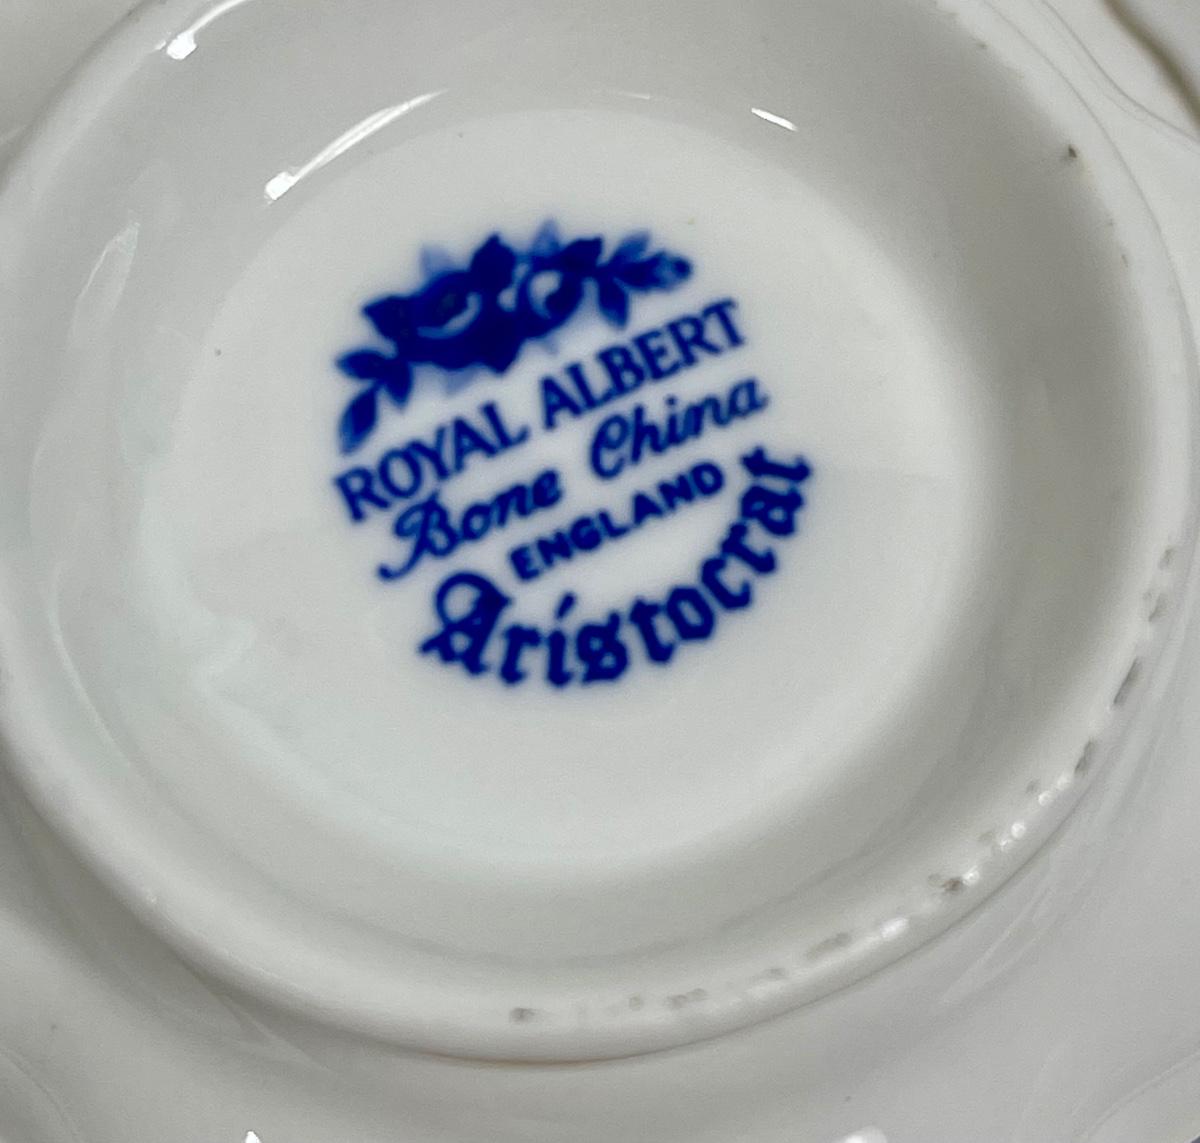 ROYAL ALBERT
Bone China
ENGLAND
Aristocrat